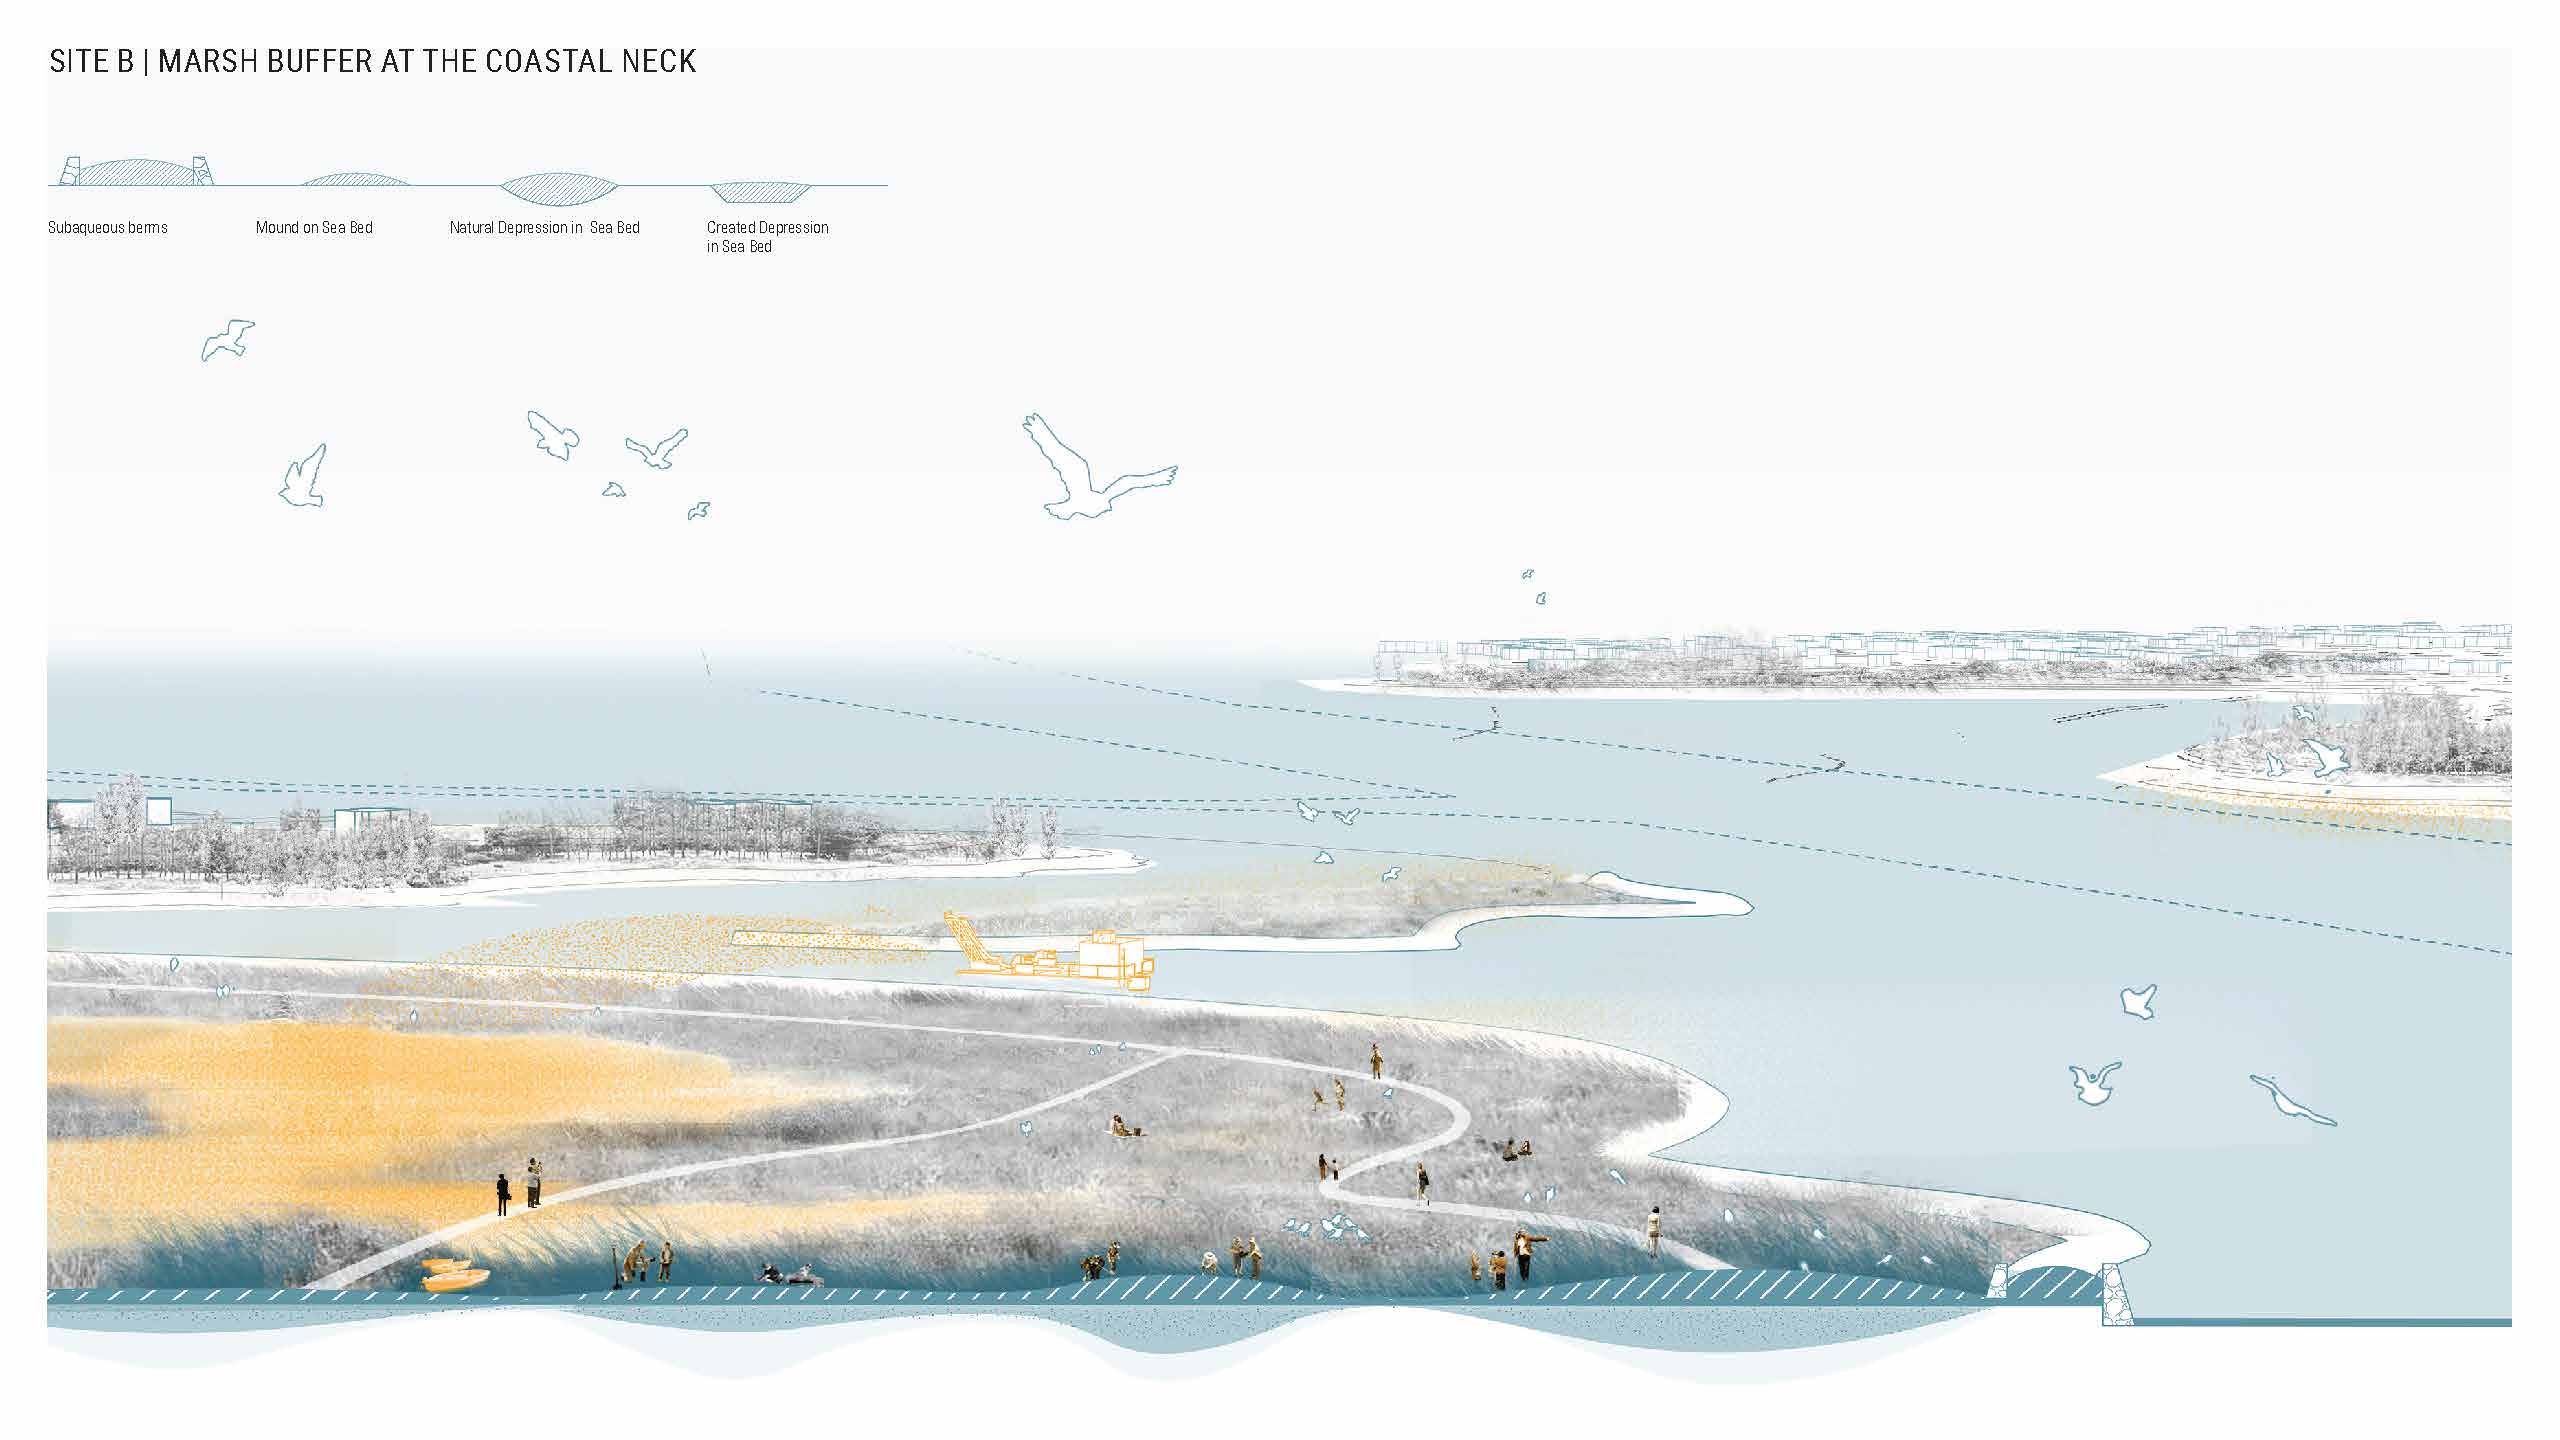 SITE B | MARSH BUFFER AT THE COASTAL NECK
Subaqueous berms
Mound on Sea Bed
Natural Depression in Sea Bed
Created Depression
in Sea Bed